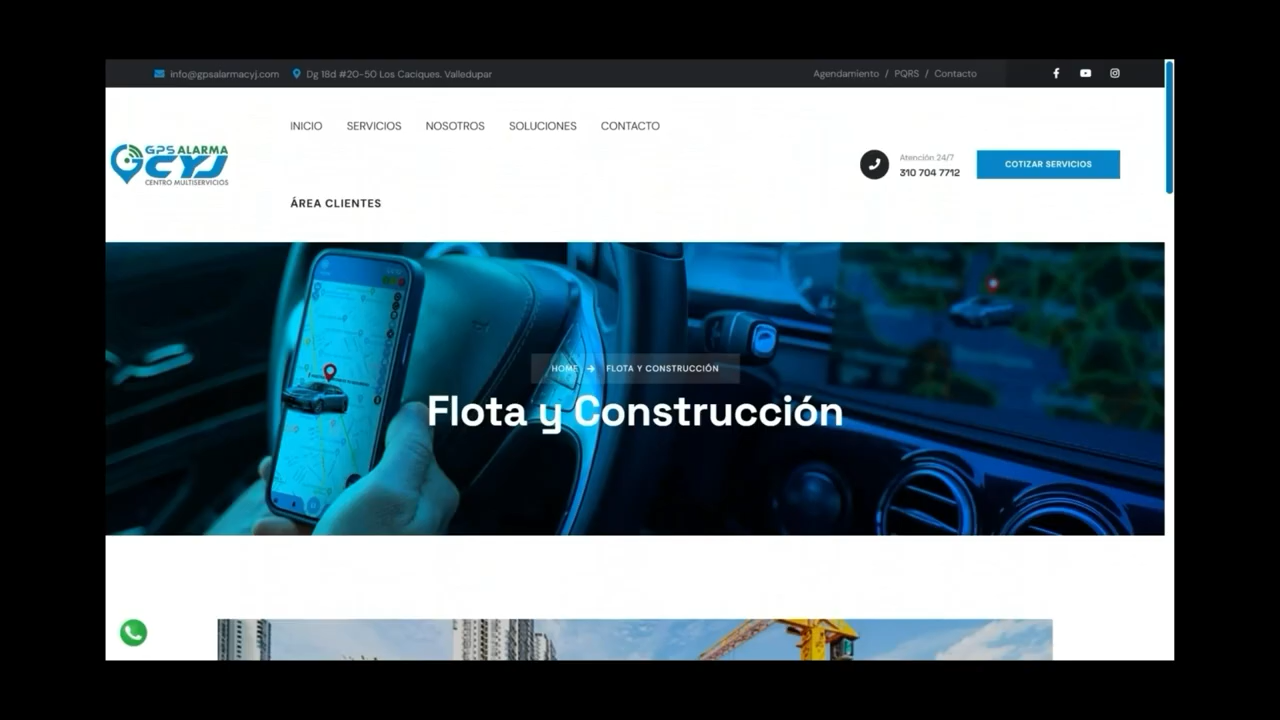 info@gpsalarmacyj.com Dg 18d #20-50 Los Caciques. Valledupar Agendamiento / PQRS / Contacto
INICIO SERVICIOS NOSOTROS SOLUCIONES CONTACTO
GPS ALARMA
CYJ
CENTRO MULTISERVICIOS
Atención 24/7
310 704 7712
COTIZAR SERVICIOS
ÁREA CLIENTES
HOME → FLOTA Y CONSTRUCCIÓN
Flota y Construcción